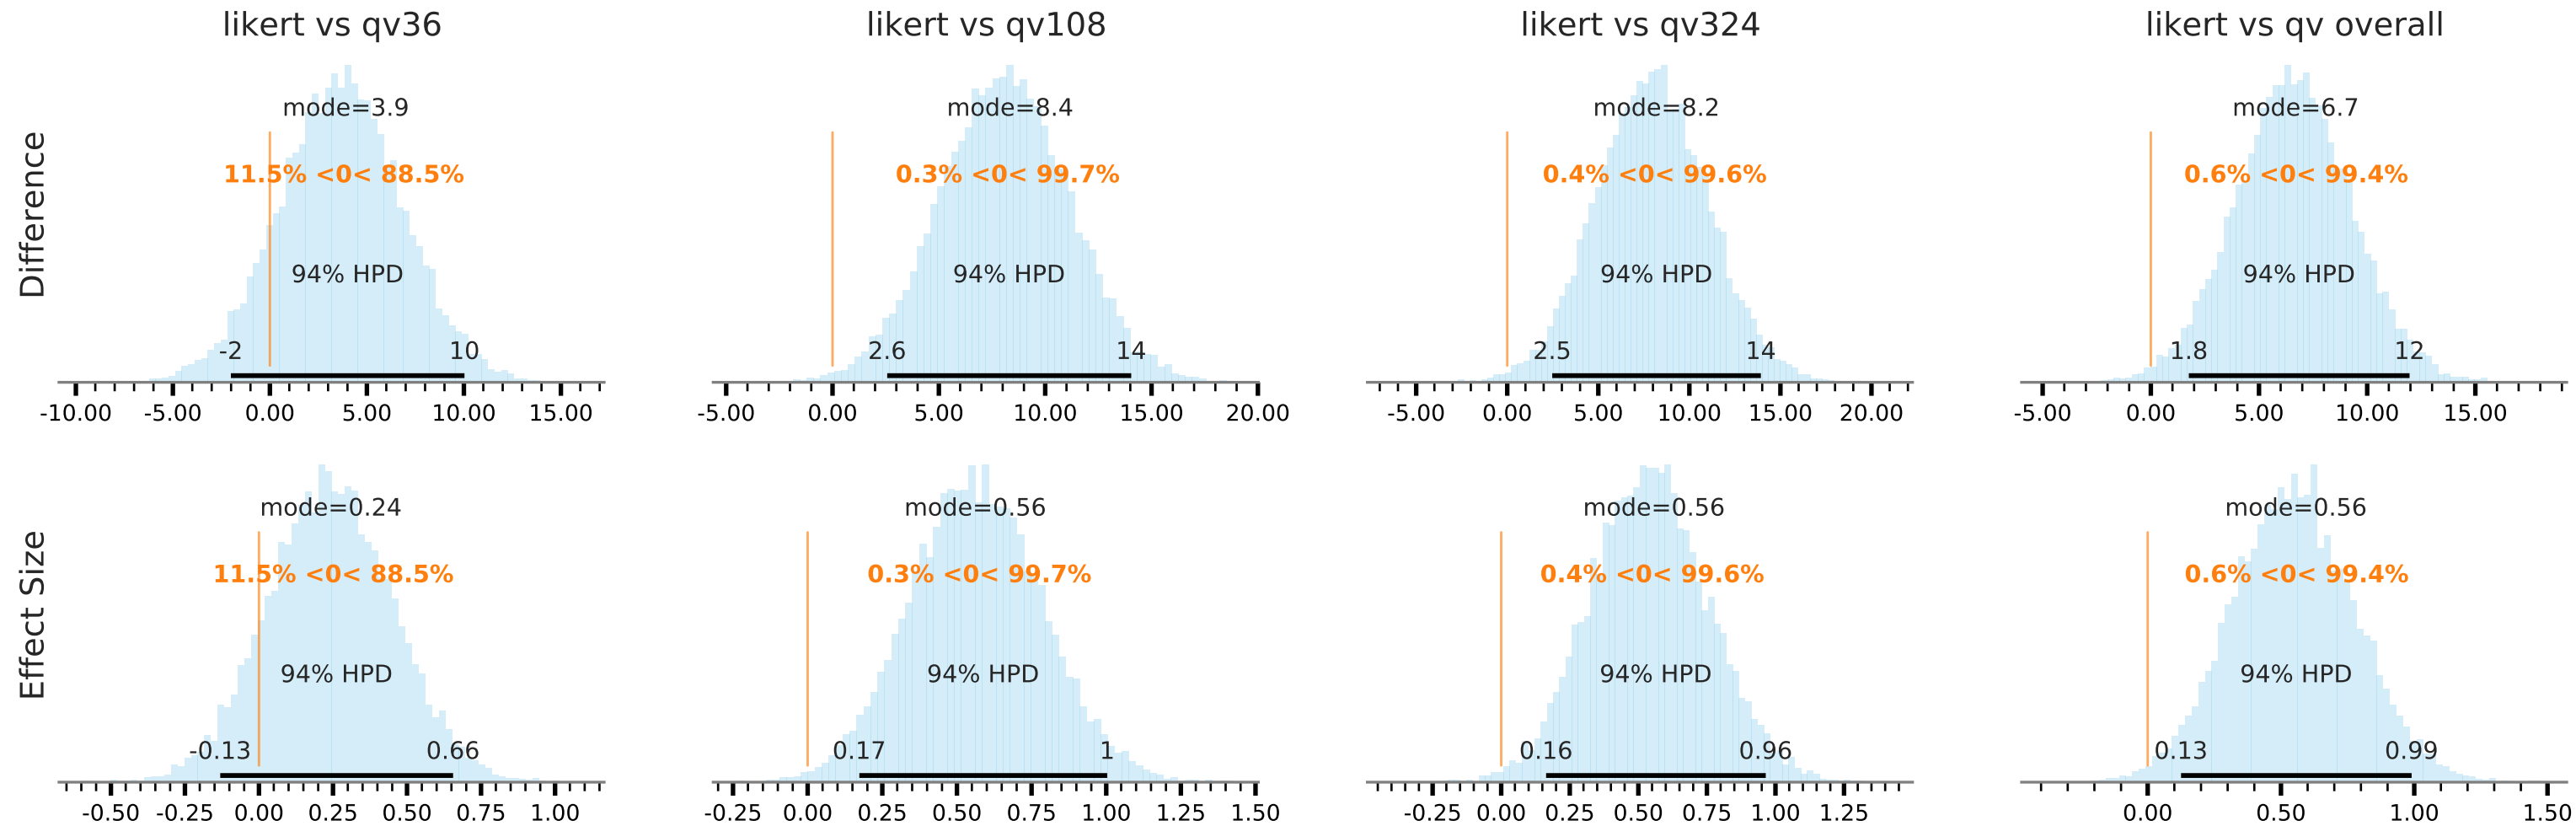 likert vs qv36
likert vs qv108
likert vs qv324
likert vs qv overall
Difference
mode=3.9
11.5% <0< 88.5%
94% HPD
-2
10
-10.00 -5.00 0.00 5.00 10.00 15.00
mode=8.4
0.3% <0< 99.7%
94% HPD
2.6
14
-5.00 0.00 5.00 10.00 15.00 20.00
mode=8.2
0.4% <0< 99.6%
94% HPD
2.5
14
-5.00 0.00 5.00 10.00 15.00 20.00
mode=6.7
0.6% <0< 99.4%
94% HPD
1.8
12
-5.00 0.00 5.00 10.00 15.00
Effect Size
mode=0.24
11.5% <0< 88.5%
94% HPD
-0.13
0.66
-0.50 -0.25 0.00 0.25 0.50 0.75 1.00
mode=0.56
0.3% <0< 99.7%
94% HPD
0.17
1
-0.25 0.00 0.25 0.50 0.75 1.00 1.25 1.50
mode=0.56
0.4% <0< 99.6%
94% HPD
0.16
0.96
-0.25 0.00 0.25 0.50 0.75 1.00 1.25
mode=0.56
0.6% <0< 99.4%
94% HPD
0.13
0.99
0.00 0.50 1.00 1.50